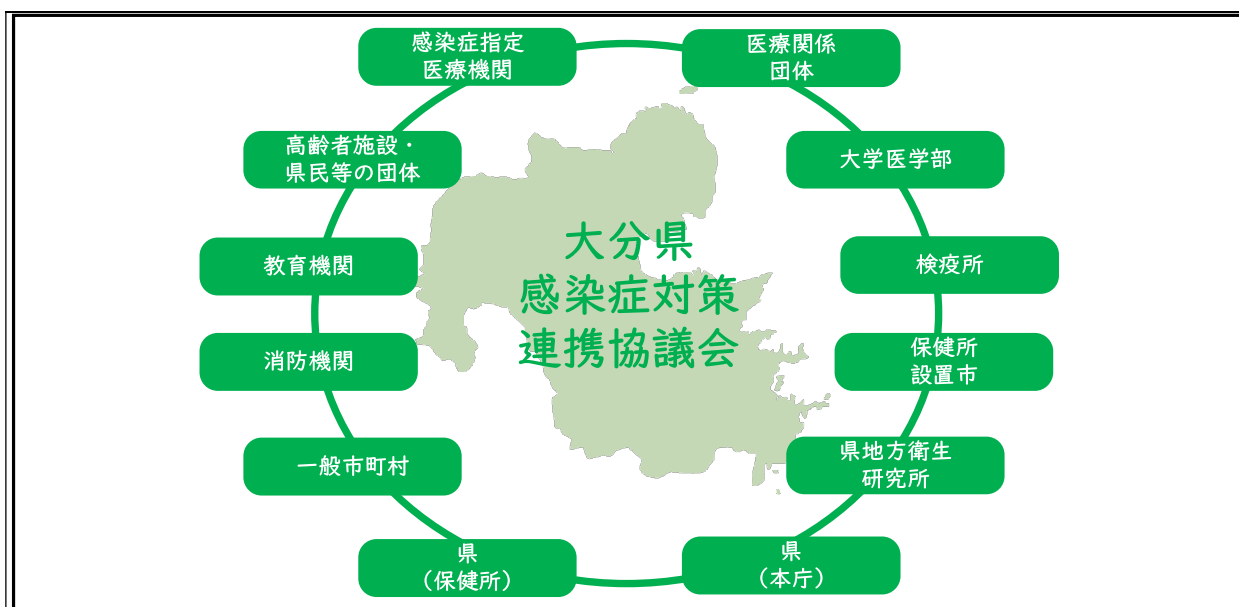 感染症指定
医療機関
医療関係
団体
高齢者施設・
県民等の団体
大学医学部
大分県
感染症対策
連携協議会
教育機関
検疫所
消防機関
保健所
設置市
一般市町村
県地方衛生
研究所
県
（保健所）
県
（本庁）